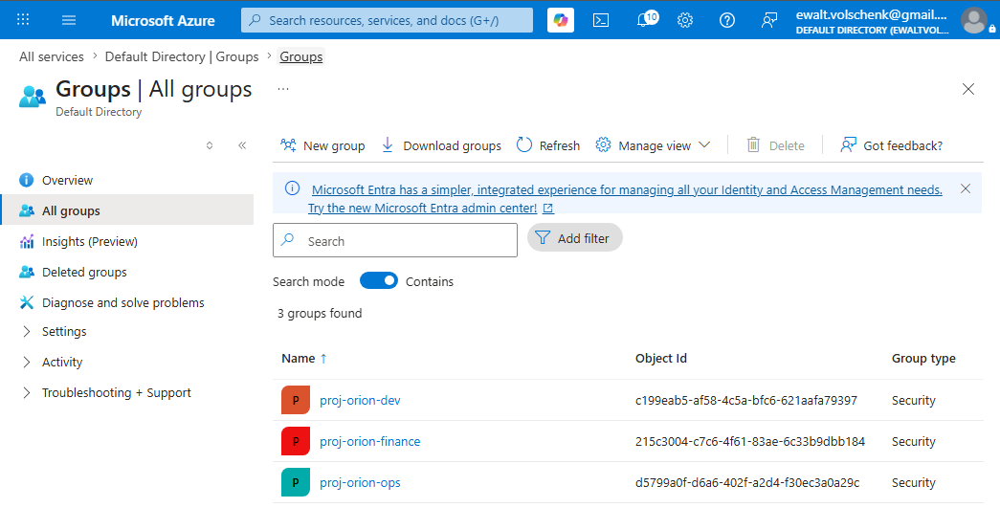 Microsoft Azure
Search resources, services, and docs (G+/)
10
ewalt.volschenk@gmail....
DEFAULT DIRECTORY (EWALTVOL...
All services > Default Directory | Groups > Groups
Groups | All groups ...
Default Directory
«
New group
Download groups
Refresh
Manage view
Delete
Got feedback?
Overview
All groups
Insights (Preview)
Deleted groups
Diagnose and solve problems
Settings
Activity
Troubleshooting + Support
Microsoft Entra has a simpler, integrated experience for managing all your Identity and Access Management needs.
Try the new Microsoft Entra admin center!
Search
Add filter
Search mode Contains
3 groups found
Name ↑ Object Id Group type
P proj-orion-dev c199eab5-af58-4c5a-bfc6-621aafa79397 Security
P proj-orion-finance 215c3004-c7c6-4f61-83ae-6c33b9dbb184 Security
P proj-orion-ops d5799a0f-d6a6-402f-a2d4-f30ec3a0a29c Security